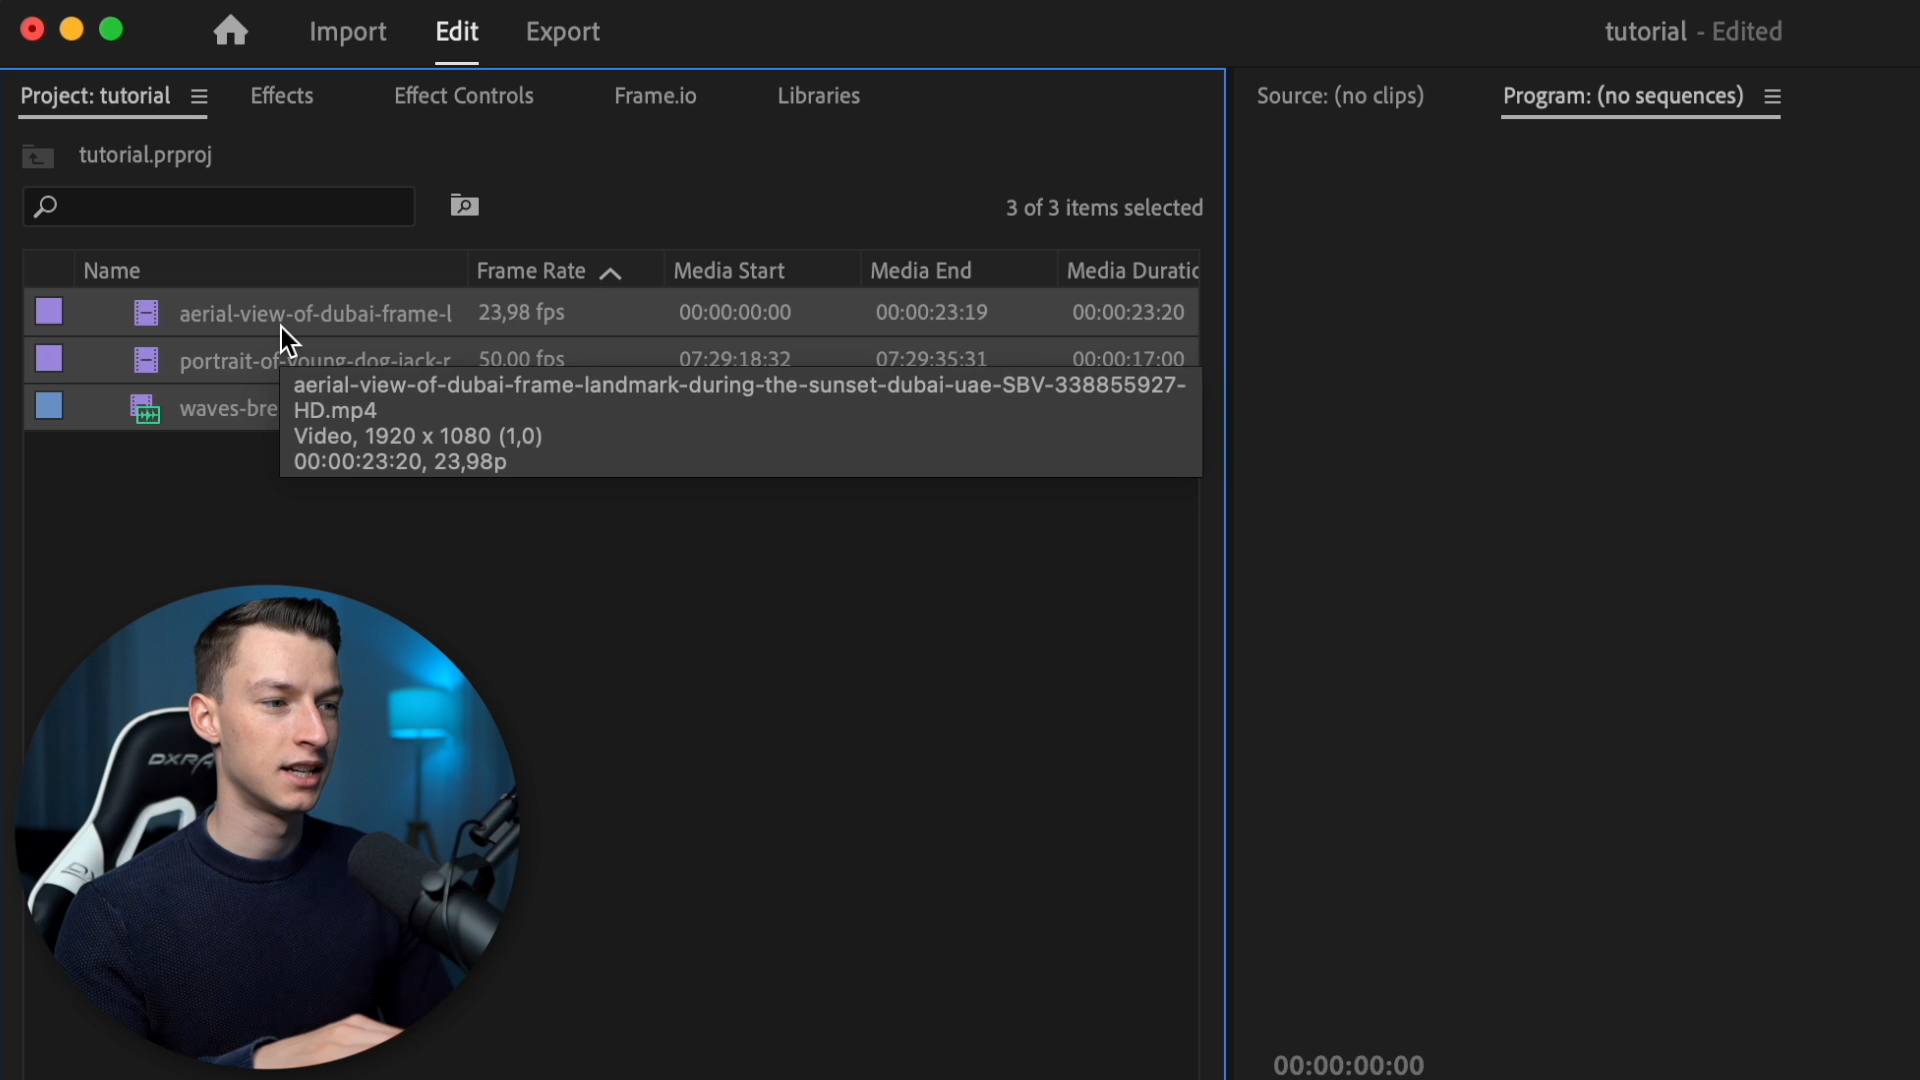 Import Edit Export tutorial - Edited
Project: tutorial Effects Effect Controls Frame.io Libraries Source: (no clips) Program: (no sequences)
tutorial.prproj
3 of 3 items selected
Name Frame Rate Media Start Media End Media Duratio
aerial-view-of-dubai-frame-l 23,98 fps 00:00:00:00 00:00:23:19 00:00:23:20
portrait-of-young-dog-jack-r 50,00 fps 07:29:18:32 07:29:35:31 00:00:17:00
waves-bre
aerial-view-of-dubai-frame-landmark-during-the-sunset-dubai-uae-SBV-338855927-
HD.mp4
Video, 1920 x 1080 (1,0)
00:00:23:20, 23,98p
00:00:00:00